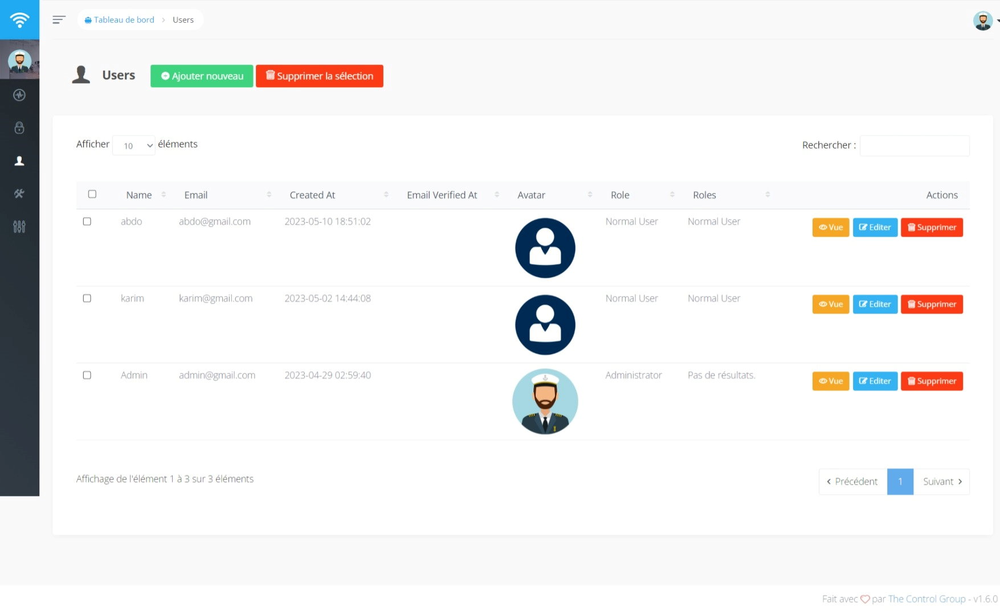 Tableau de bord > Users
Users Ajouter nouveau Supprimer la sélection
Afficher 10 éléments Rechercher :
Name Email Created At Email Verified At Avatar Role Roles Actions
abdo abdo@gmail.com 2023-05-10 18:51:02 Normal User Normal User Vue Editer Supprimer
karim karim@gmail.com 2023-05-02 14:44:08 Normal User Normal User Vue Editer Supprimer
Admin admin@gmail.com 2023-04-29 02:59:40 Administrator Pas de résultats. Vue Editer Supprimer
Affichage de l'élément 1 à 3 sur 3 éléments
‹ Précédent 1 Suivant ›
Fait avec ♡ par The Control Group - v1.6.0